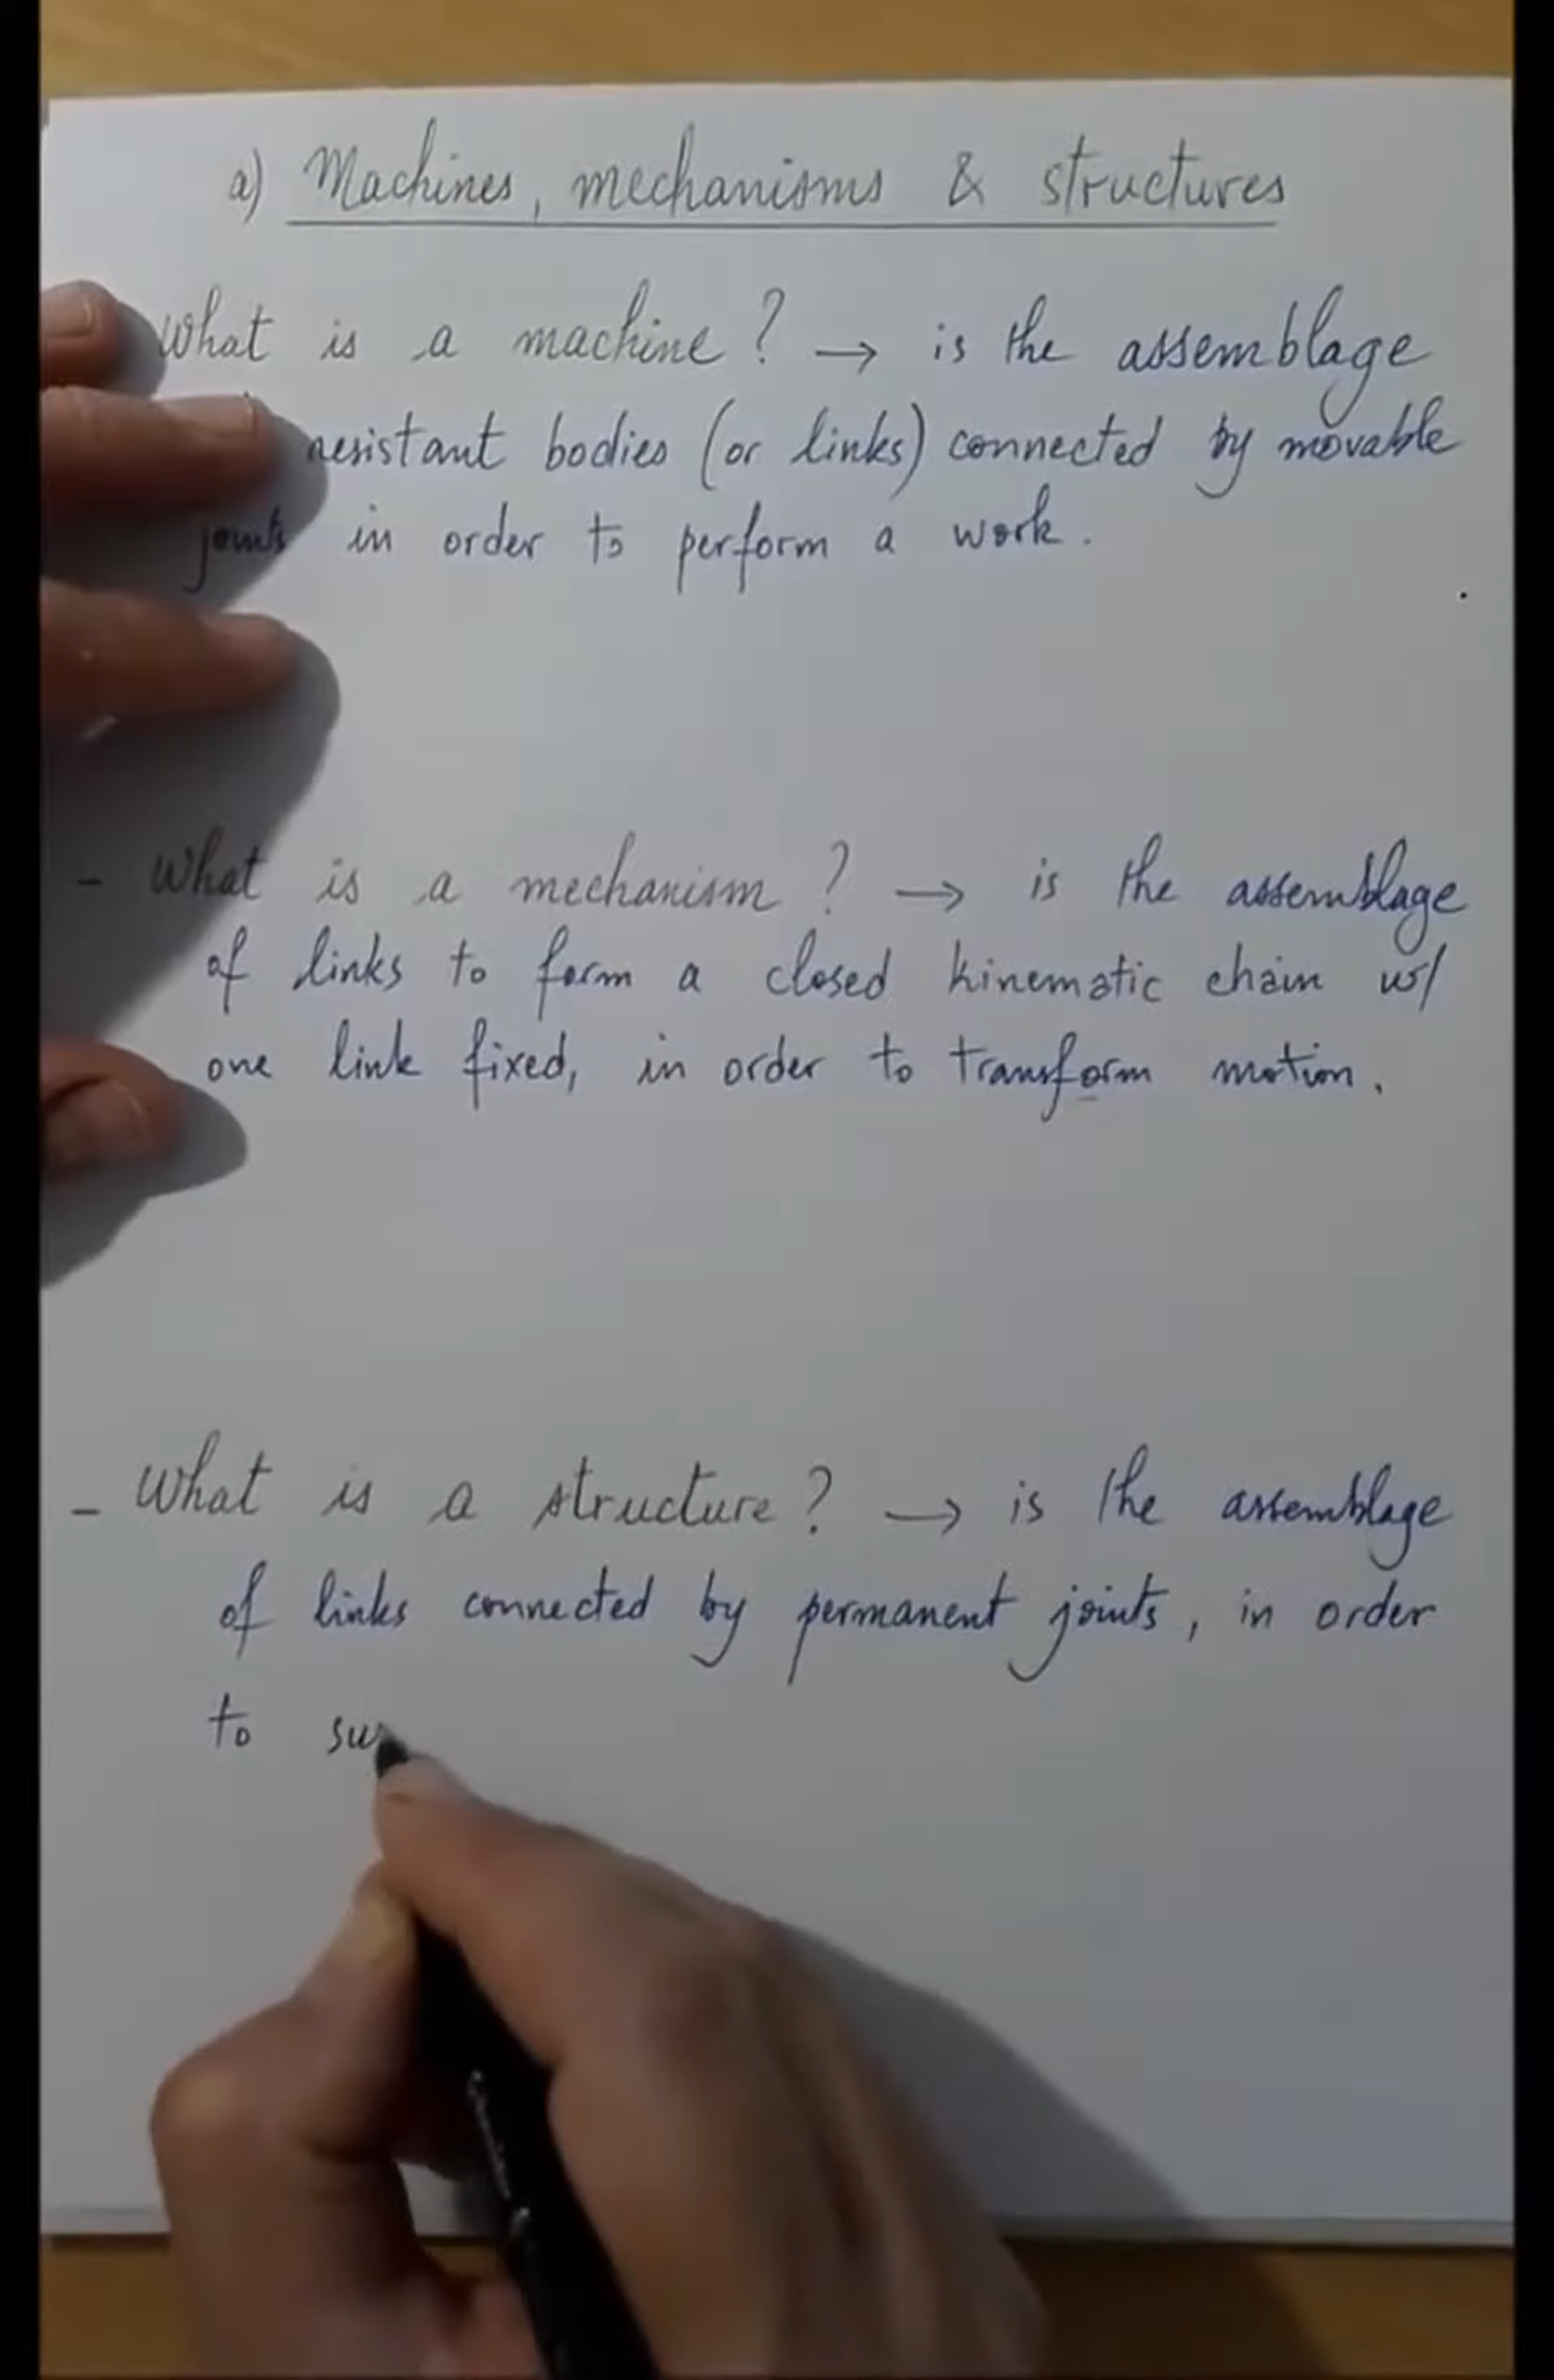 a) Machines, mechanisms & structures
What is a machine? → is the assemblage
resistant bodies (or links) connected by movable
joints in order to perform a work.
- What is a mechanism? → is the assemblage
of links to form a closed kinematic chain w/
one link fixed, in order to transform motion.
- What is a structure? → is the assemblage
of links connected by permanent joints, in order
to